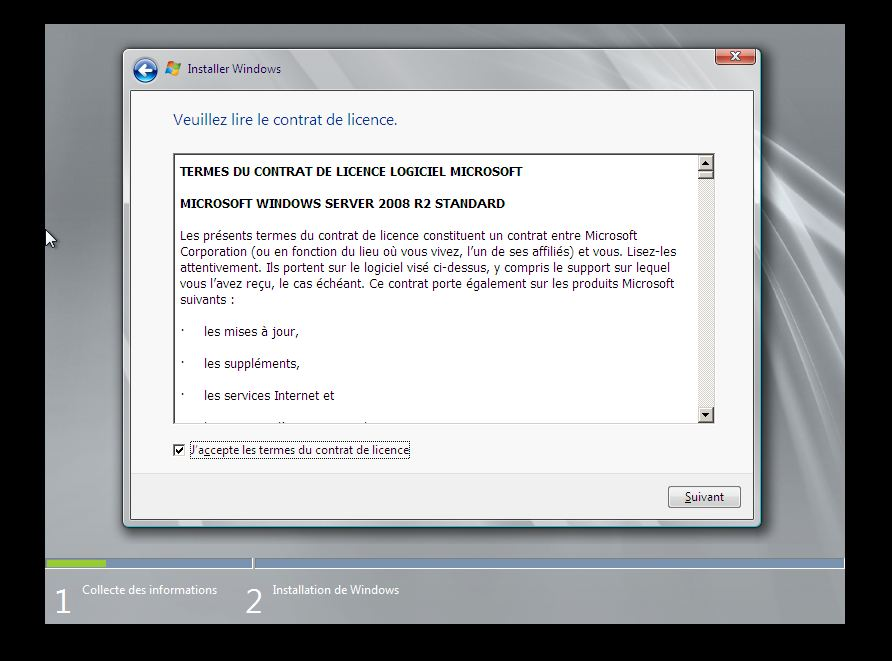 Installer Windows
Veuillez lire le contrat de licence.
TERMES DU CONTRAT DE LICENCE LOGICIEL MICROSOFT
MICROSOFT WINDOWS SERVER 2008 R2 STANDARD
Les présents termes du contrat de licence constituent un contrat entre Microsoft
Corporation (ou en fonction du lieu où vous vivez, l’un de ses affiliés) et vous. Lisez-les
attentivement. Ils portent sur le logiciel visé ci-dessus, y compris le support sur lequel
vous l’avez reçu, le cas échéant. Ce contrat porte également sur les produits Microsoft
suivants :
· les mises à jour,
· les suppléments,
· les services Internet et
J'accepte les termes du contrat de licence
Suivant
1 Collecte des informations
2 Installation de Windows